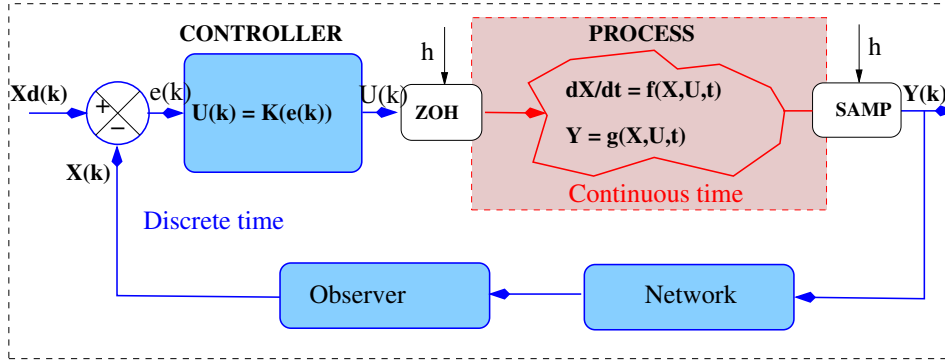 CONTROLLER
PROCESS
h
h
Xd(k)
+
−
e(k)
U(k) = K(e(k))
U(k)
ZOH
dX/dt = f(X,U,t)
Y = g(X,U,t)
SAMP
Y(k)
X(k)
Continuous time
Discrete time
Observer
Network